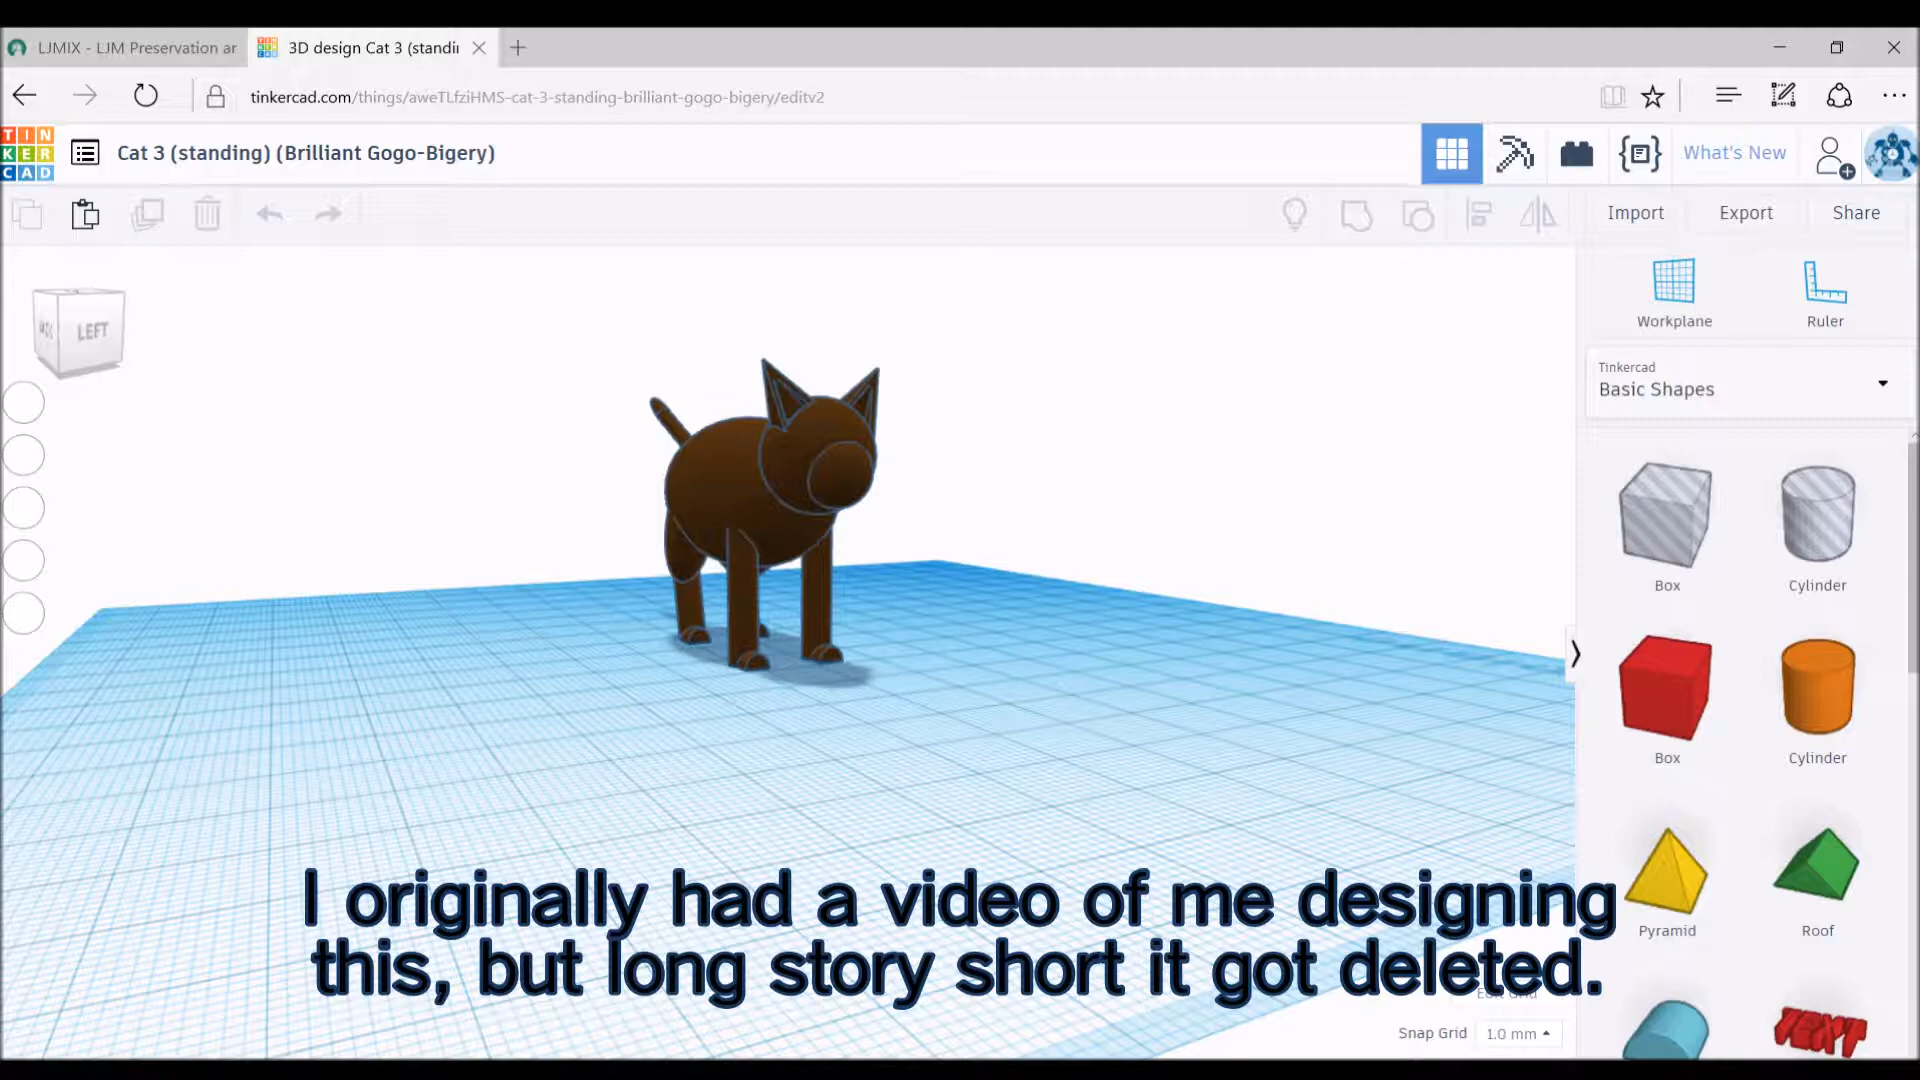 LJMIX - LJM Preservation ar
3D design Cat 3 (standi
tinkercad.com/things/aweTLfziHMS-cat-3-standing-brilliant-gogo-bigery/editv2
TIN
KER
CAD
Cat 3 (standing) (Brilliant Gogo-Bigery)
What's New
Import
Export
Share
LEFT
Workplane
Ruler
Tinkercad
Basic Shapes
Box
Cylinder
Box
Cylinder
Pyramid
Roof
I originally had a video of me designing
this, but long story short it got deleted.
Edit Grid
Snap Grid
1.0 mm
TEXT